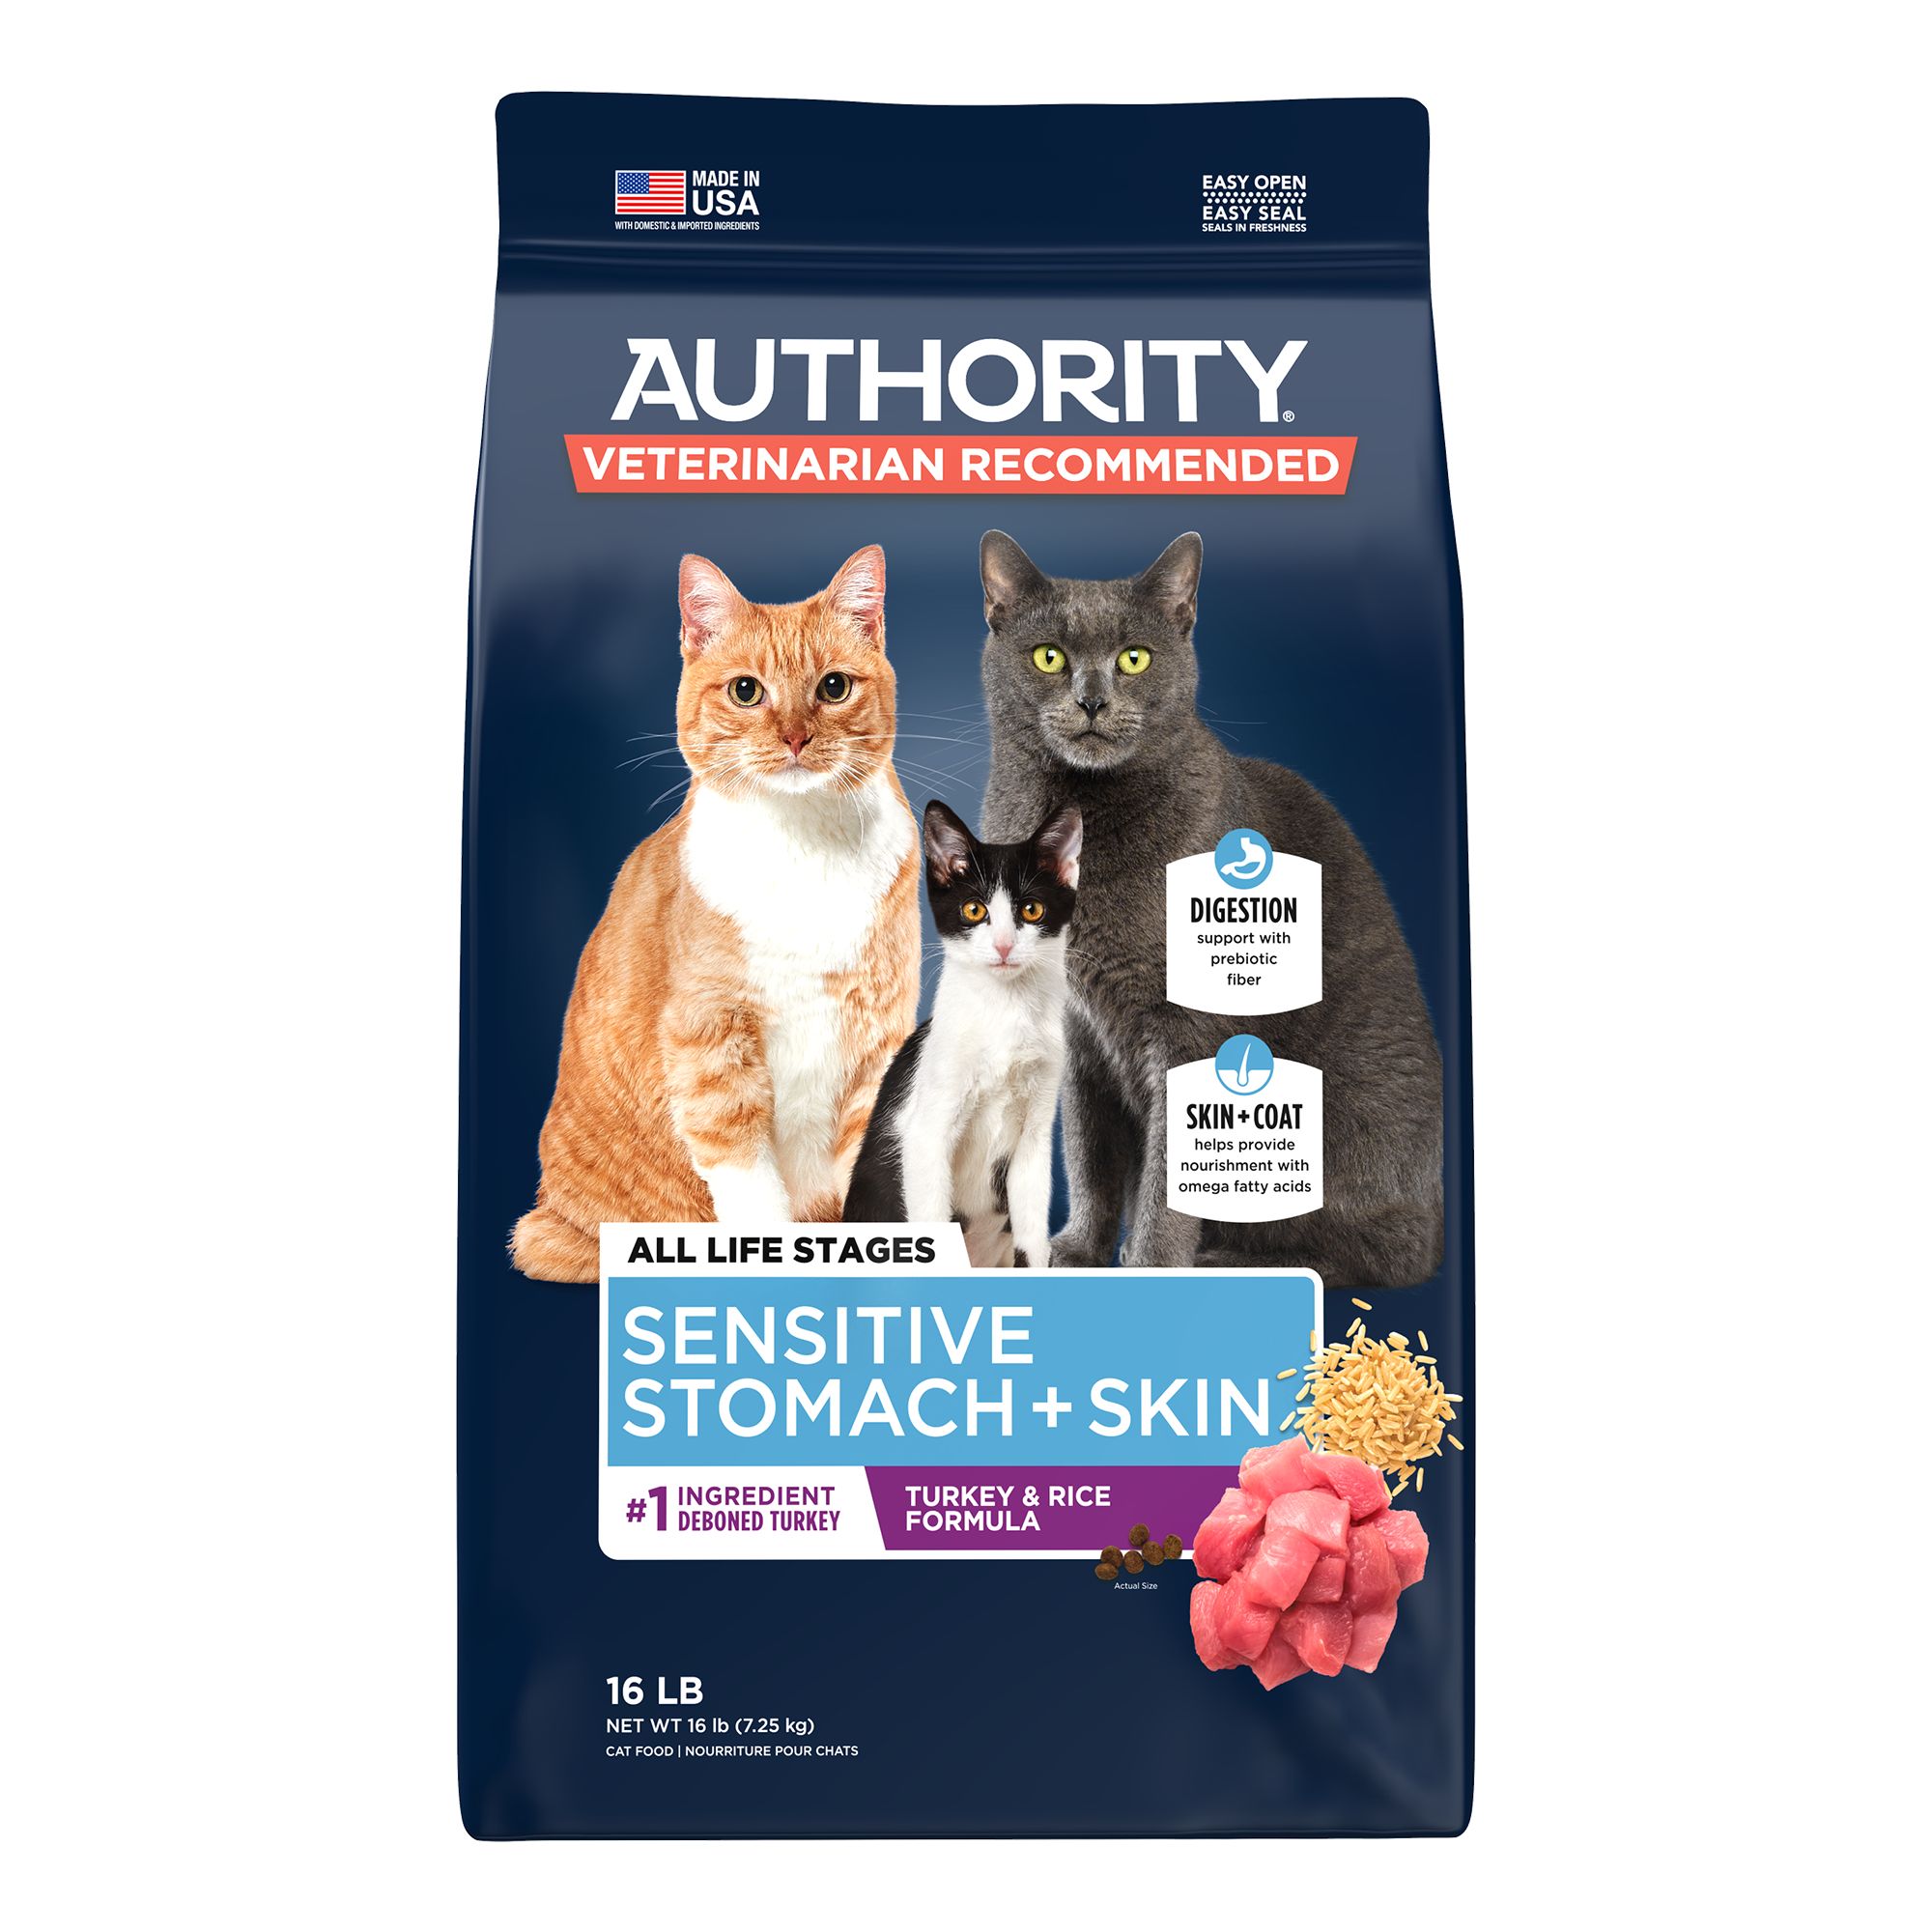 MADE IN
USA
WITH DOMESTIC & IMPORTED INGREDIENTS
EASY OPEN
EASY SEAL
SEALS IN FRESHNESS
AUTHORITY®
VETERINARIAN RECOMMENDED
DIGESTION
support with
prebiotic
fiber
SKIN+COAT
helps provide
nourishment with
omega fatty acids
ALL LIFE STAGES
SENSITIVE
STOMACH + SKIN
#1 INGREDIENT
DEBONED TURKEY
TURKEY & RICE
FORMULA
Actual Size
16 LB
NET WT 16 lb (7.25 kg)
CAT FOOD | NOURRITURE POUR CHATS